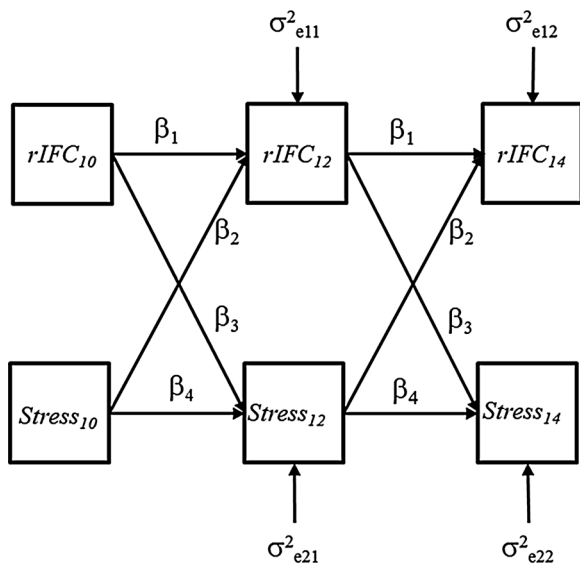 σ²e11 σ²e12
rIFC10 β1 rIFC12 β1 rIFC14
β2 β2
β3 β3
Stress10 β4 Stress12 β4 Stress14
σ²e21 σ²e22